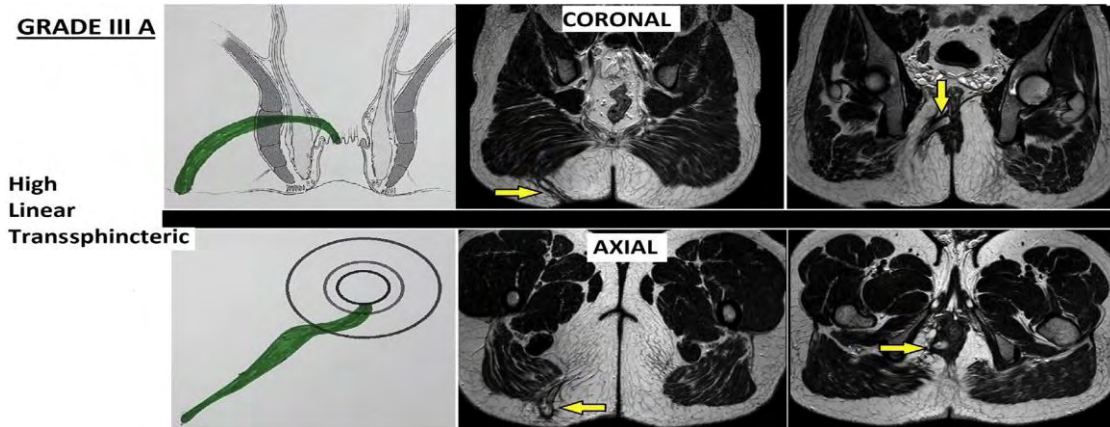 GRADE III A
CORONAL
High
Linear
Transsphincteric
AXIAL